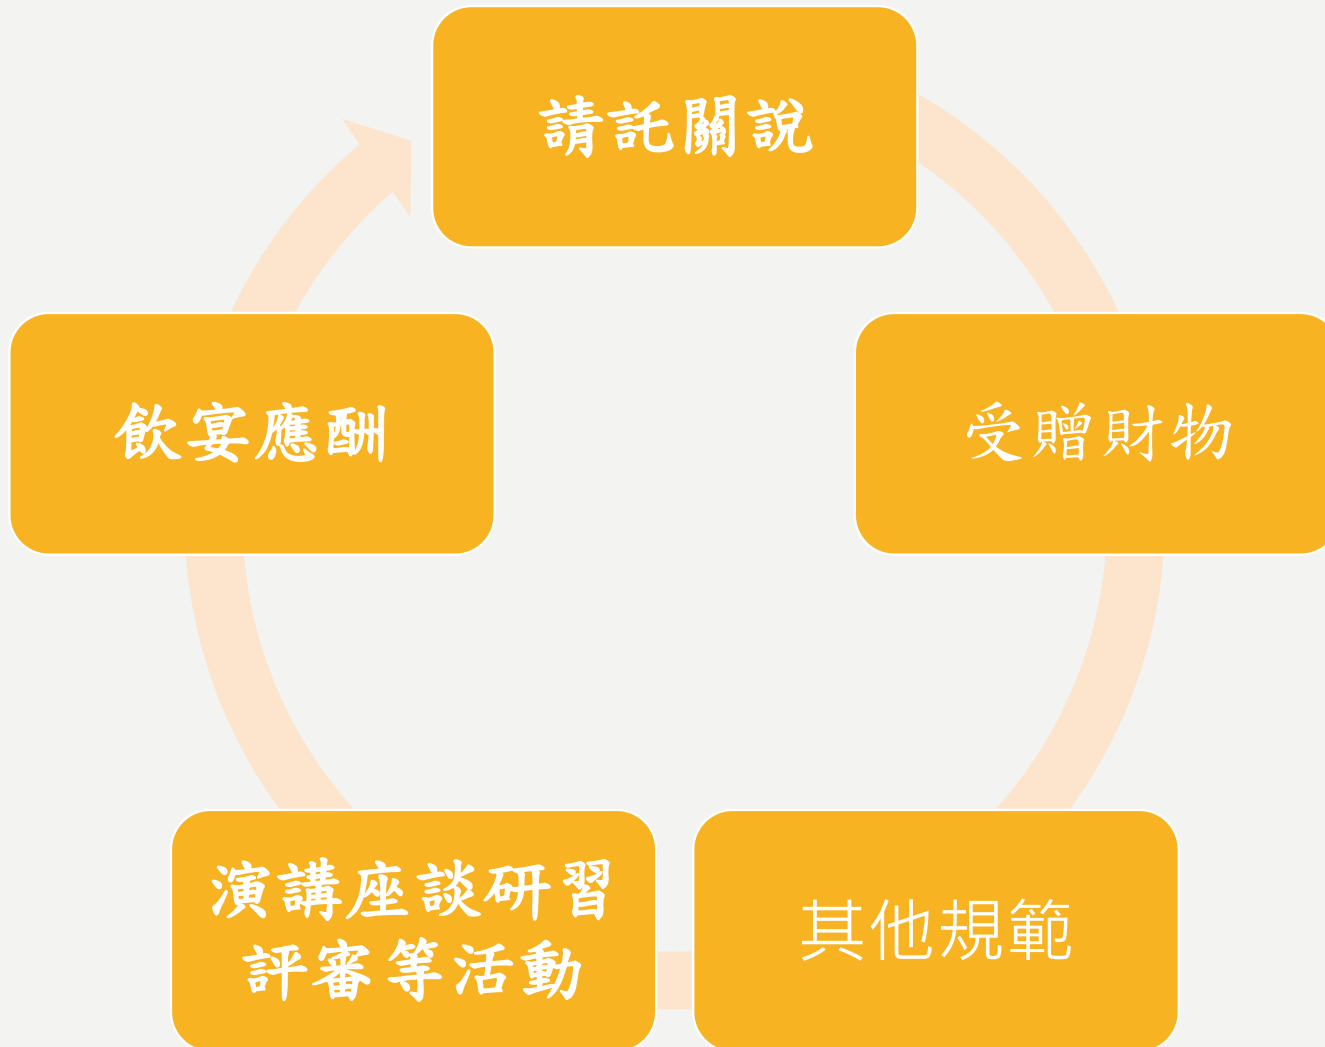 請託關說
飲宴應酬
受贈財物
演講座談研習
評審等活動
其他規範